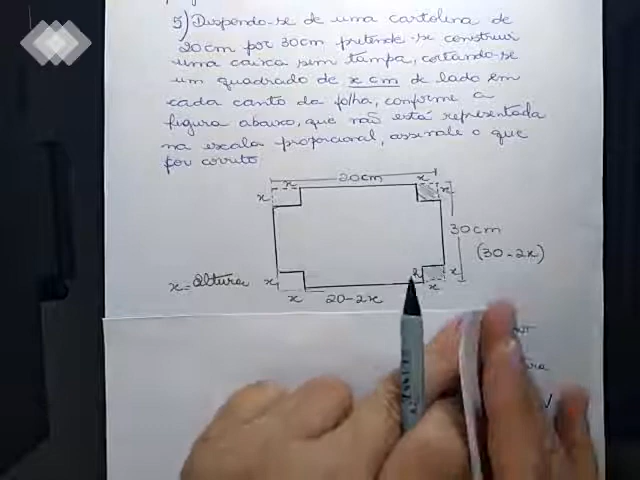 5) Dispondo-se de uma cartolina de
20cm por 30cm pretende-se construir
uma caixa sem tampa, cortando-se
um quadrado de x cm de lado em
cada canto da folha, conforme a
figura abaixo, que não está representada
na escala proporcional, assinale o que
for correto
20cm
x x x x
30cm
(30-2x)
x = altura x x
x 20-2x x